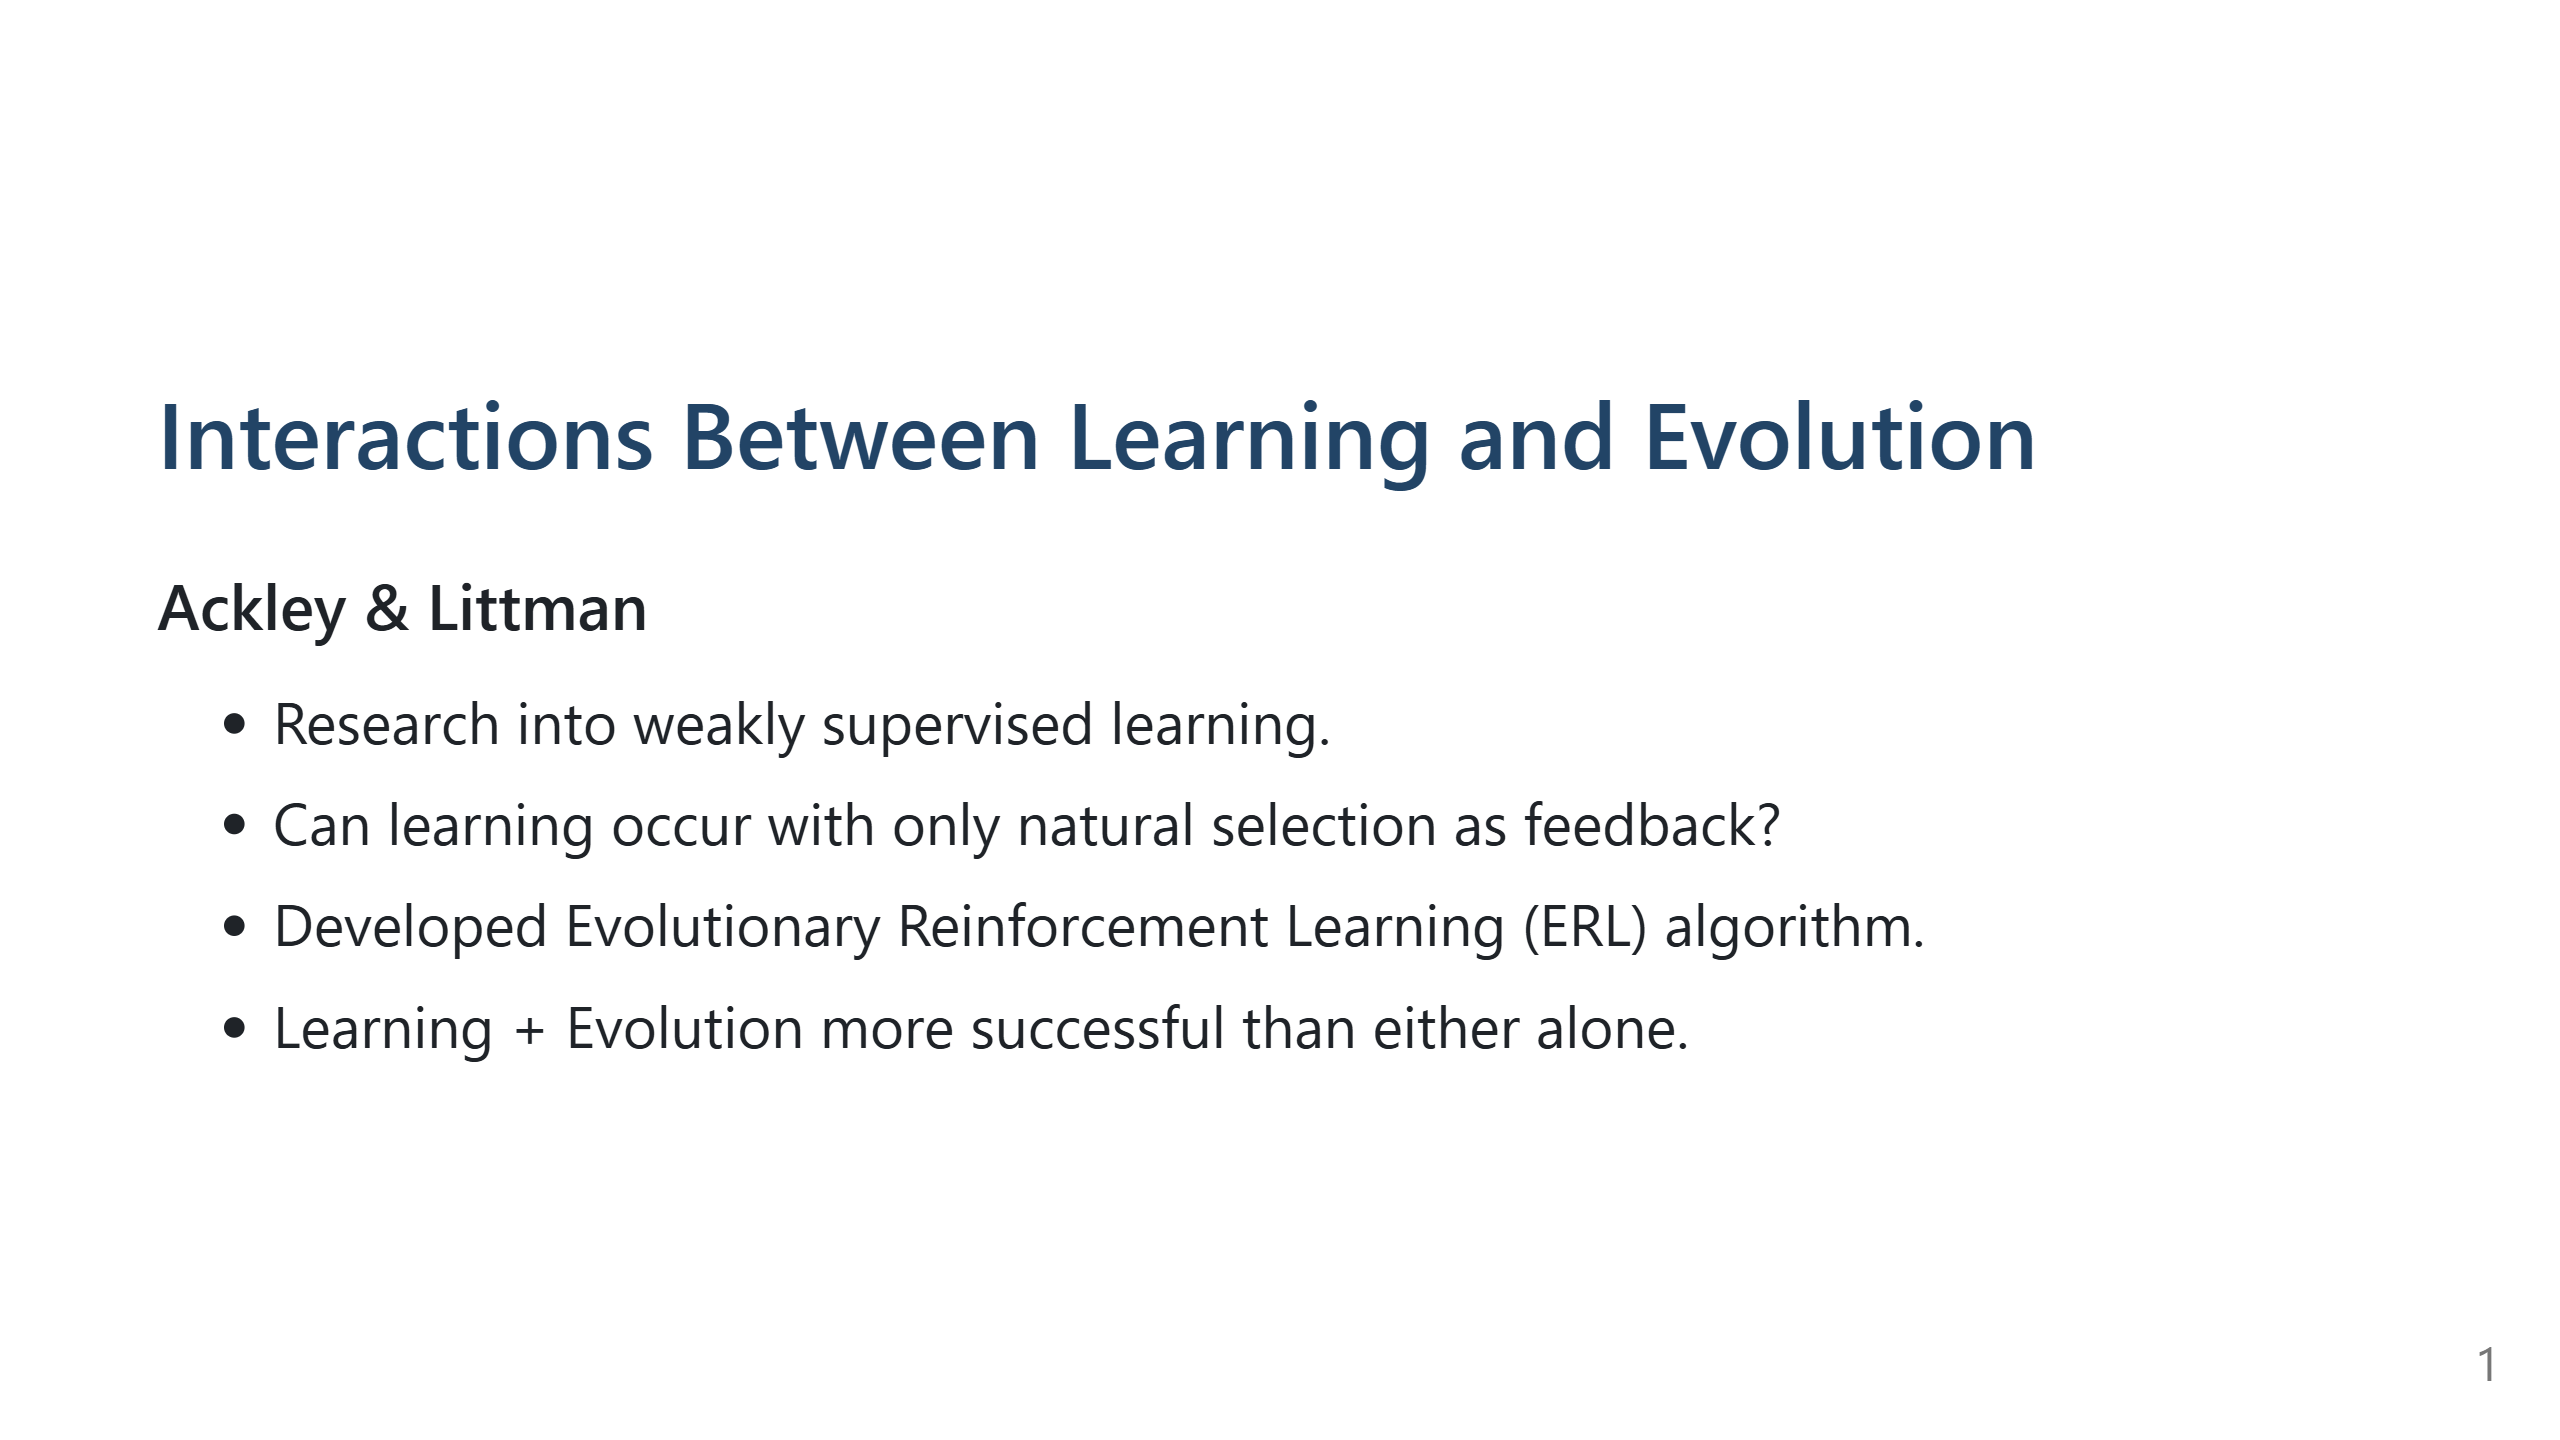 Interactions Between Learning and Evolution
Ackley & Littman
• Research into weakly supervised learning.
• Can learning occur with only natural selection as feedback?
• Developed Evolutionary Reinforcement Learning (ERL) algorithm.
• Learning + Evolution more successful than either alone.
1